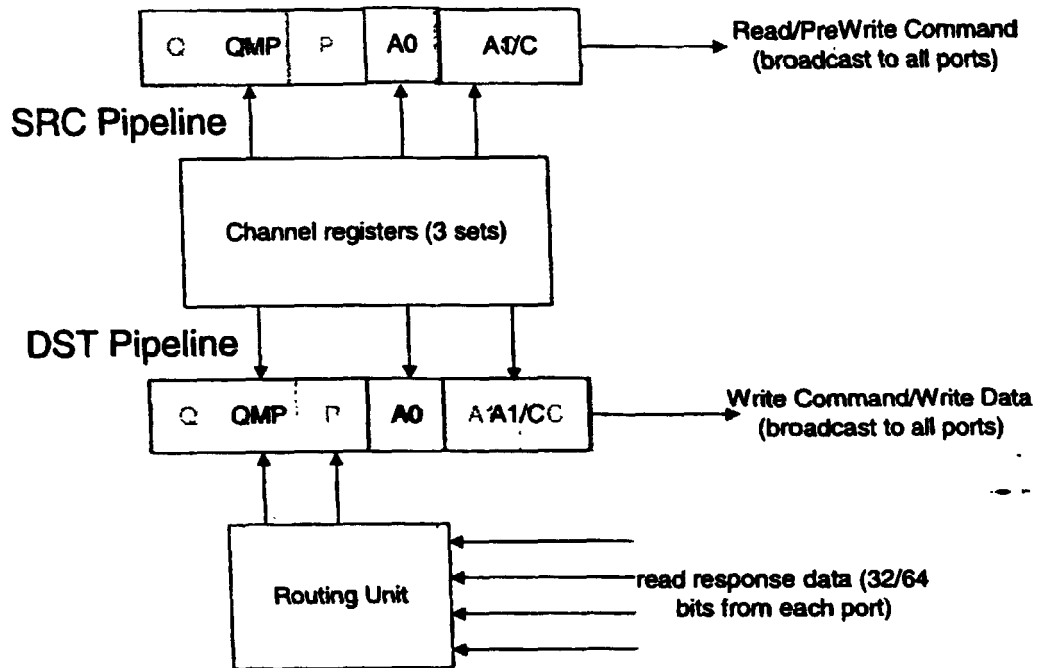 Q QMP P A0 A1/C
Read/PreWrite Command
(broadcast to all ports)
SRC Pipeline
Channel registers (3 sets)
DST Pipeline
Q QMP P A0 A1/C
Write Command/Write Data
(broadcast to all ports)
Routing Unit
read response data (32/64
bits from each port)